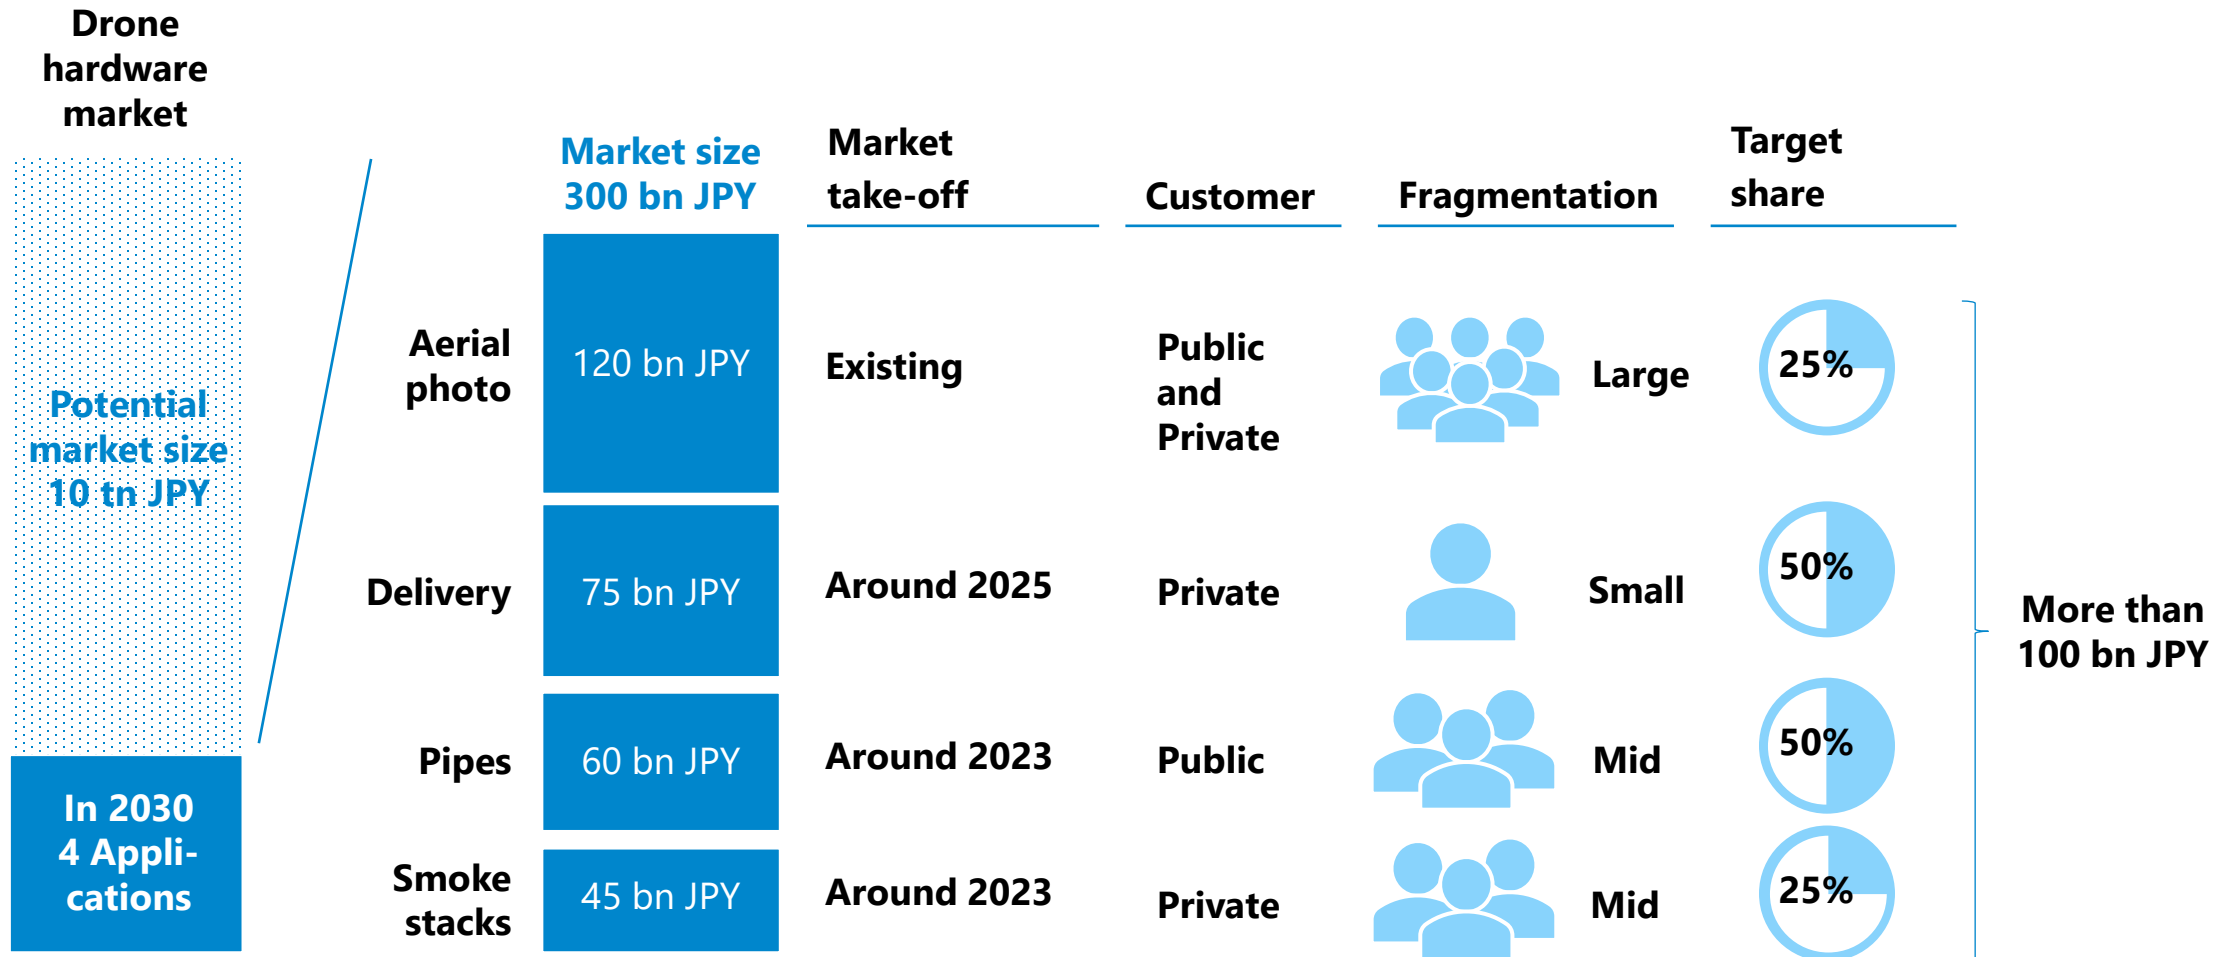 Drone
hardware
market
Potential
market size
10 tn JPY
In 2030
4 Appli-
cations
Market size
300 bn JPY
Market
take-off
Customer
Fragmentation
Target
share
Aerial
photo
120 bn JPY
Existing
Public
and
Private
Large
25%
Delivery
75 bn JPY
Around 2025
Private
Small
50%
Pipes
60 bn JPY
Around 2023
Public
Mid
50%
Smoke
stacks
45 bn JPY
Around 2023
Private
Mid
25%
More than
100 bn JPY